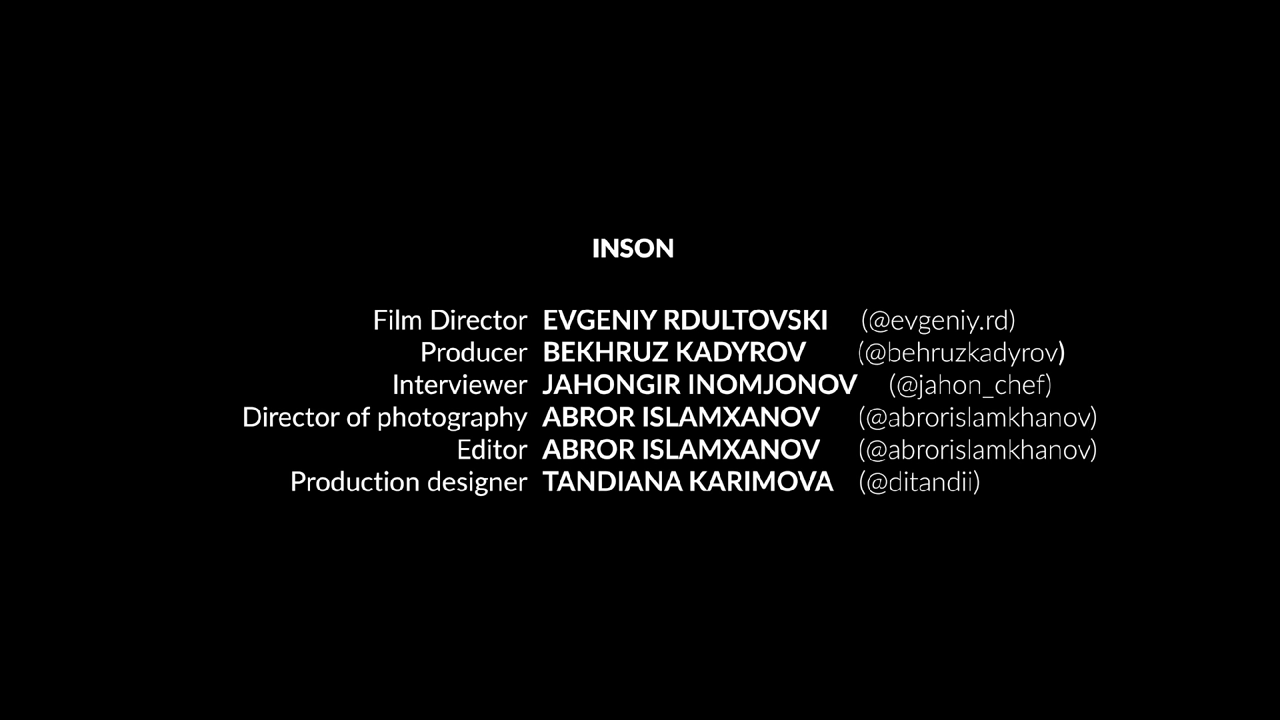 INSON
Film Director EVGENIY RDULTOVSKI (@evgeniy.rd)
Producer BEKHRUZ KADYROV (@behruzkadyrov)
Interviewer JAHONGIR INOMJONOV (@jahon_chef)
Director of photography ABROR ISLAMXANOV (@abrorislamkhanov)
Editor ABROR ISLAMXANOV (@abrorislamkhanov)
Production designer TANDIANA KARIMOVA (@ditandii)